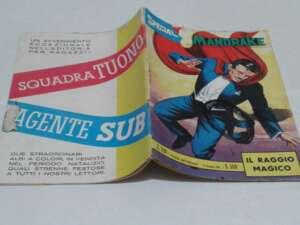 UN AVVENIMENTO
ECCEZIONALE
NELL'EDITORIA
PER RAGAZZI!
SQUADRA TUONO
AGENTE SUB
DUE STRAORDINARI
ALBI A COLORI, IN VENDITA
NEL PERIODO NATALIZIO,
QUALI STRENNE FESTOSE
A TUTTI I NOSTRI LETTORI.
SPECIAL
MANDRAKE
IL RAGGIO
MAGICO